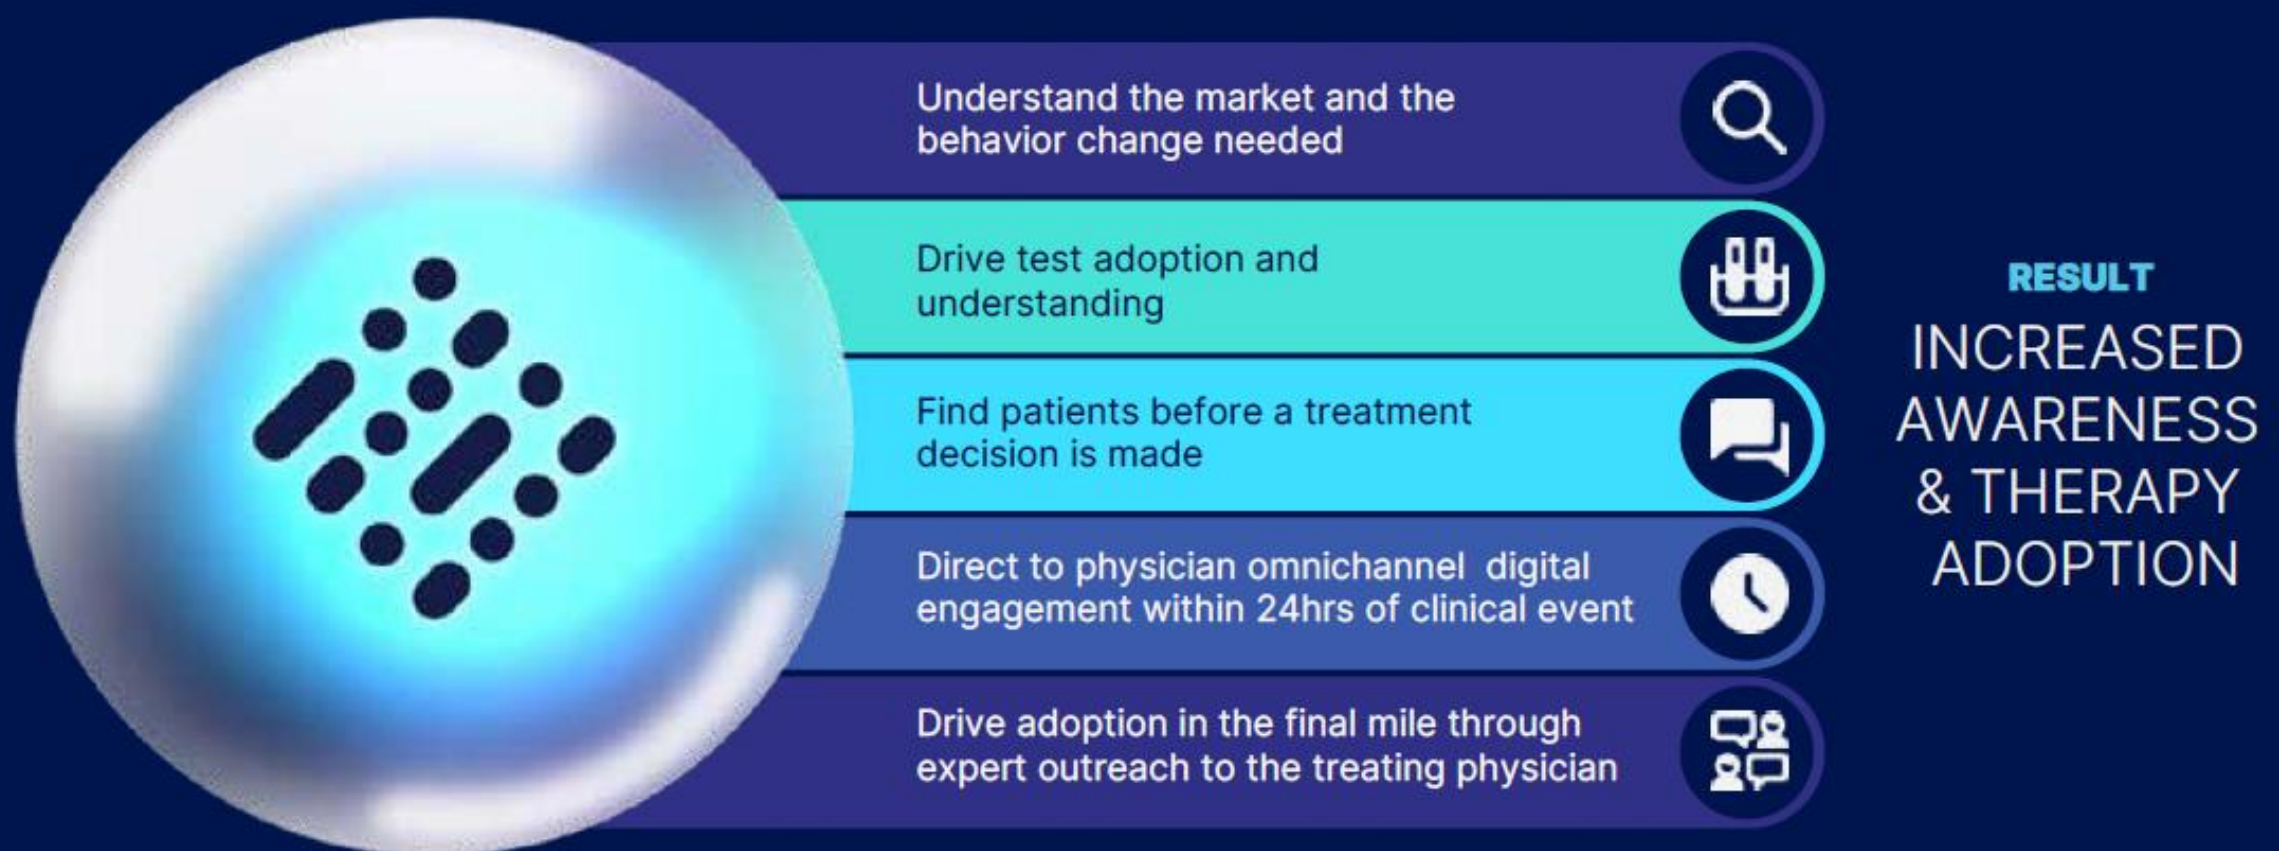 Understand the market and the
behavior change needed
Drive test adoption and
understanding
Find patients before a treatment
decision is made
Direct to physician omnichannel digital
engagement within 24hrs of clinical event
Drive adoption in the final mile through
expert outreach to the treating physician
RESULT
INCREASED
AWARENESS
& THERAPY
ADOPTION